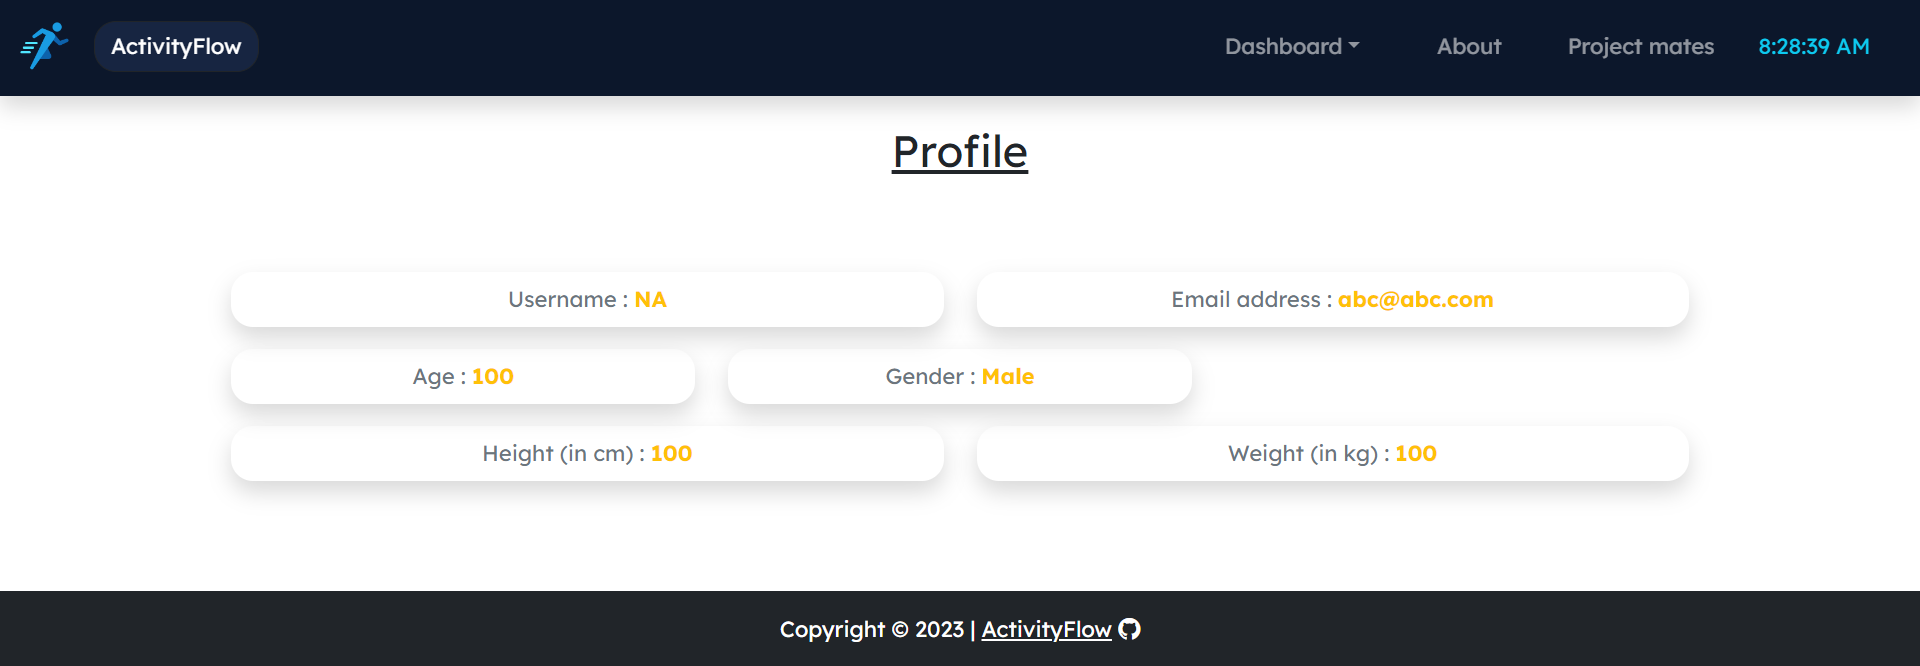 ActivityFlow Dashboard About Project mates 8:28:39 AM
Profile
Username : NA Email address : abc@abc.com
Age : 100 Gender : Male
Height (in cm) : 100 Weight (in kg) : 100
Copyright © 2023 | ActivityFlow